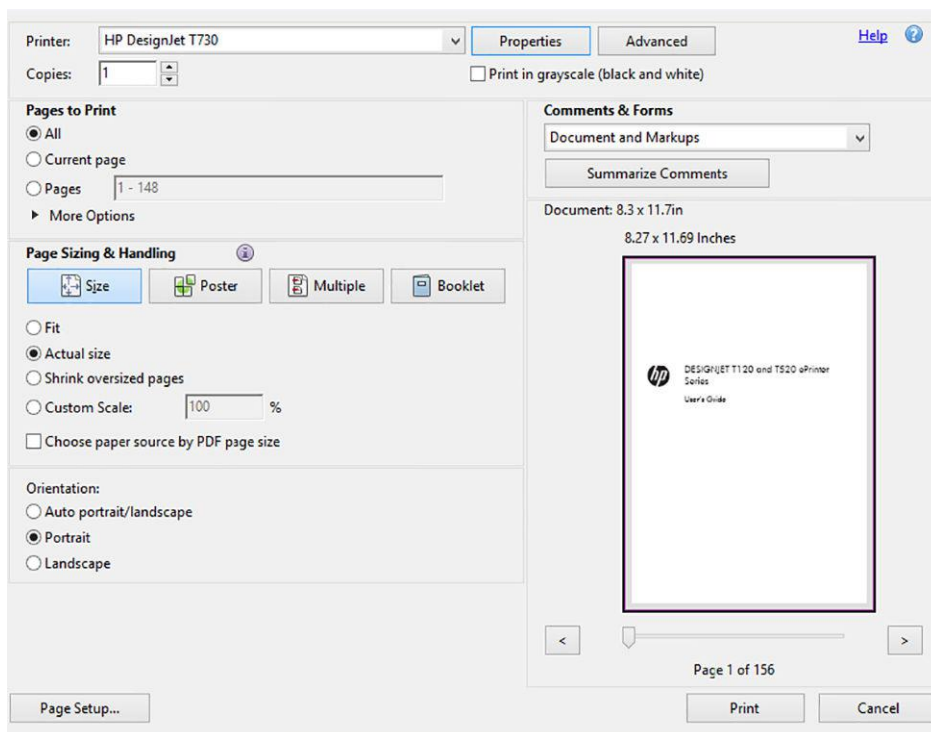 Printer: HP DesignJet T730 Properties Advanced Help
Copies: 1 Print in grayscale (black and white)
Pages to Print
All
Current page
Pages 1 - 148
More Options
Comments & Forms
Document and Markups
Summarize Comments
Page Sizing & Handling
Size Poster Multiple Booklet
Fit
Actual size
Shrink oversized pages
Custom Scale: 100 %
Choose paper source by PDF page size
Orientation:
Auto portrait/landscape
Portrait
Landscape
Document: 8.3 x 11.7in
8.27 x 11.69 Inches
hp
DESIGNJET T120 and T520 ePrinter
Series
User's Guide
< >
Page 1 of 156
Page Setup... Print Cancel